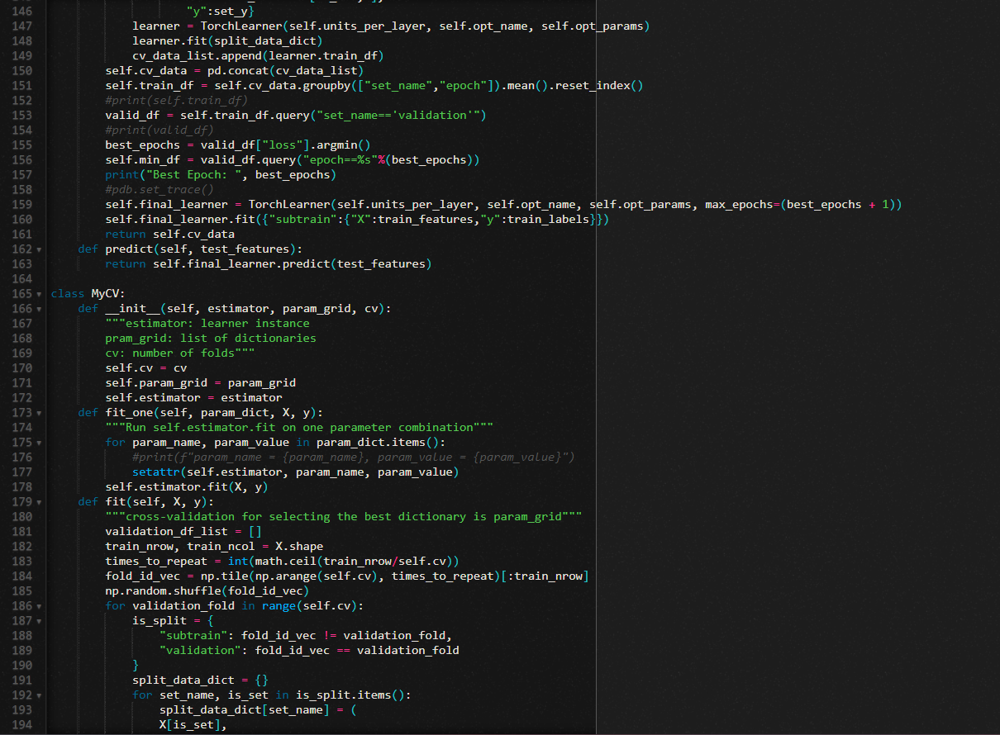 146                     "y":set_y}
147             learner = TorchLearner(self.units_per_layer, self.opt_name, self.opt_params)
148             learner.fit(split_data_dict)
149             cv_data_list.append(learner.train_df)
150         self.cv_data = pd.concat(cv_data_list)
151         self.train_df = self.cv_data.groupby(["set_name","epoch"]).mean().reset_index()
152         #print(self.train_df)
153         valid_df = self.train_df.query("set_name=='validation'")
154         #print(valid_df)
155         best_epochs = valid_df["loss"].argmin()
156         self.min_df = valid_df.query("epoch==%s"%(best_epochs))
157         print("Best Epoch: ", best_epochs)
158         #pdb.set_trace()
159         self.final_learner = TorchLearner(self.units_per_layer, self.opt_name, self.opt_params, max_epochs=(best_epochs + 1))
160         self.final_learner.fit({"subtrain":{"X":train_features,"y":train_labels}})
161         return self.cv_data
162     def predict(self, test_features):
163         return self.final_learner.predict(test_features)
164
165 class MyCV:
166     def __init__(self, estimator, param_grid, cv):
167         """estimator: learner instance
168         pram_grid: list of dictionaries
169         cv: number of folds"""
170         self.cv = cv
171         self.param_grid = param_grid
172         self.estimator = estimator
173     def fit_one(self, param_dict, X, y):
174         """Run self.estimator.fit on one parameter combination"""
175         for param_name, param_value in param_dict.items():
176             #print(f"param_name = {param_name}, param_value = {param_value}")
177             setattr(self.estimator, param_name, param_value)
178         self.estimator.fit(X, y)
179     def fit(self, X, y):
180         """cross-validation for selecting the best dictionary is param_grid"""
181         validation_df_list = []
182         train_nrow, train_ncol = X.shape
183         times_to_repeat = int(math.ceil(train_nrow/self.cv))
184         fold_id_vec = np.tile(np.arange(self.cv), times_to_repeat)[:train_nrow]
185         np.random.shuffle(fold_id_vec)
186         for validation_fold in range(self.cv):
187             is_split = {
188                 "subtrain": fold_id_vec != validation_fold,
189                 "validation": fold_id_vec == validation_fold
190             }
191             split_data_dict = {}
192             for set_name, is_set in is_split.items():
193                 split_data_dict[set_name] = (
194                 X[is_set],